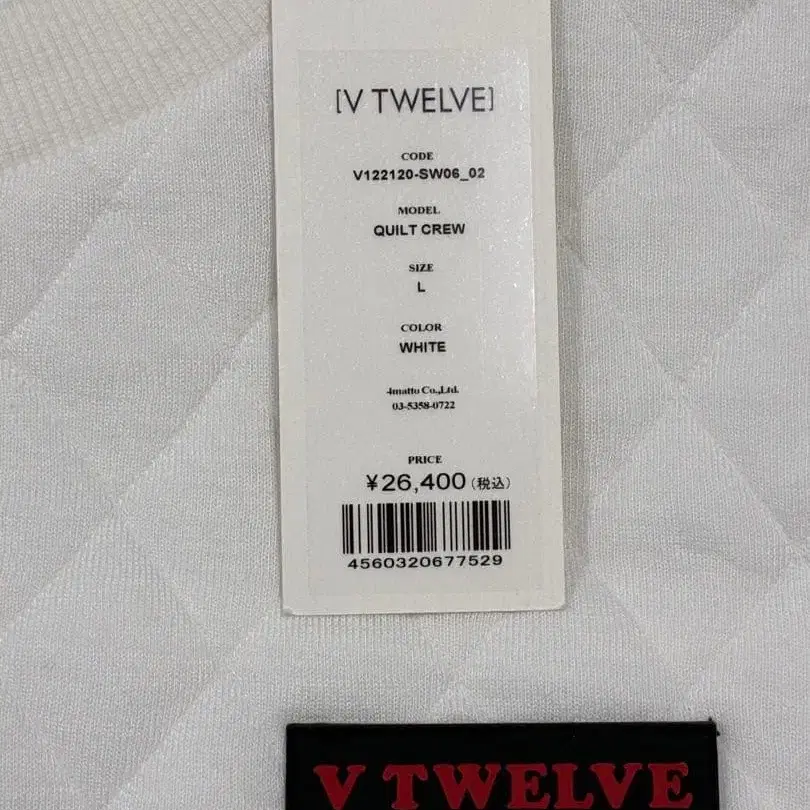 [V TWELVE]
CODE
V122120-SW06_02
MODEL
QUILT CREW
SIZE
L
COLOR
WHITE
-imatto Co.,Ltd.
03-5358-0722
PRICE
¥26,400(税込)
4560320677529
V TWELVE